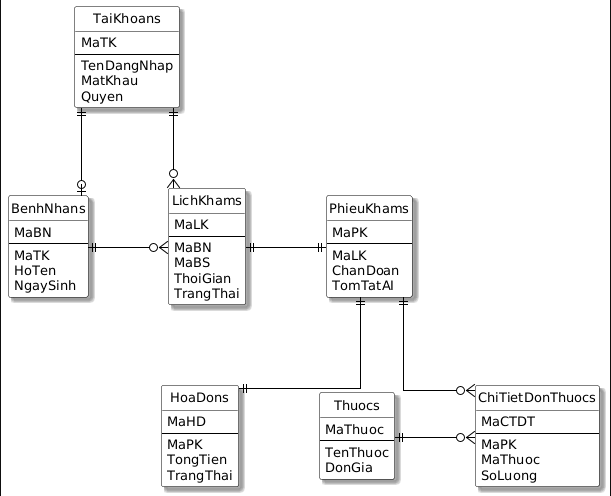 TaiKhoans
MaTK
TenDangNhap
MatKhau
Quyen
BenhNhans
MaBN
MaTK
HoTen
NgaySinh
LichKhams
MaLK
MaBN
MaBS
ThoiGian
TrangThai
PhieuKhams
MaPK
MaLK
ChanDoan
TomTatAI
HoaDons
MaHD
MaPK
TongTien
TrangThai
Thuocs
MaThuoc
TenThuoc
DonGia
ChiTietDonThuocs
MaCTDT
MaPK
MaThuoc
SoLuong